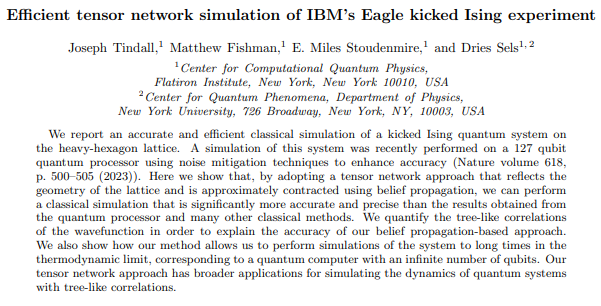 Efficient tensor network simulation of IBM's Eagle kicked Ising experiment
Joseph Tindall,¹ Matthew Fishman,¹ E. Miles Stoudenmire,¹ and Dries Sels¹,²
¹Center for Computational Quantum Physics,
Flatiron Institute, New York, New York 10010, USA
²Center for Quantum Phenomena, Department of Physics,
New York University, 726 Broadway, New York, NY, 10003, USA
We report an accurate and efficient classical simulation of a kicked Ising quantum system on
the heavy-hexagon lattice. A simulation of this system was recently performed on a 127 qubit
quantum processor using noise mitigation techniques to enhance accuracy (Nature volume 618,
p. 500–505 (2023)). Here we show that, by adopting a tensor network approach that reflects the
geometry of the lattice and is approximately contracted using belief propagation, we can perform
a classical simulation that is significantly more accurate and precise than the results obtained from
the quantum processor and many other classical methods. We quantify the tree-like correlations
of the wavefunction in order to explain the accuracy of our belief propagation-based approach.
We also show how our method allows us to perform simulations of the system to long times in the
thermodynamic limit, corresponding to a quantum computer with an infinite number of qubits. Our
tensor network approach has broader applications for simulating the dynamics of quantum systems
with tree-like correlations.